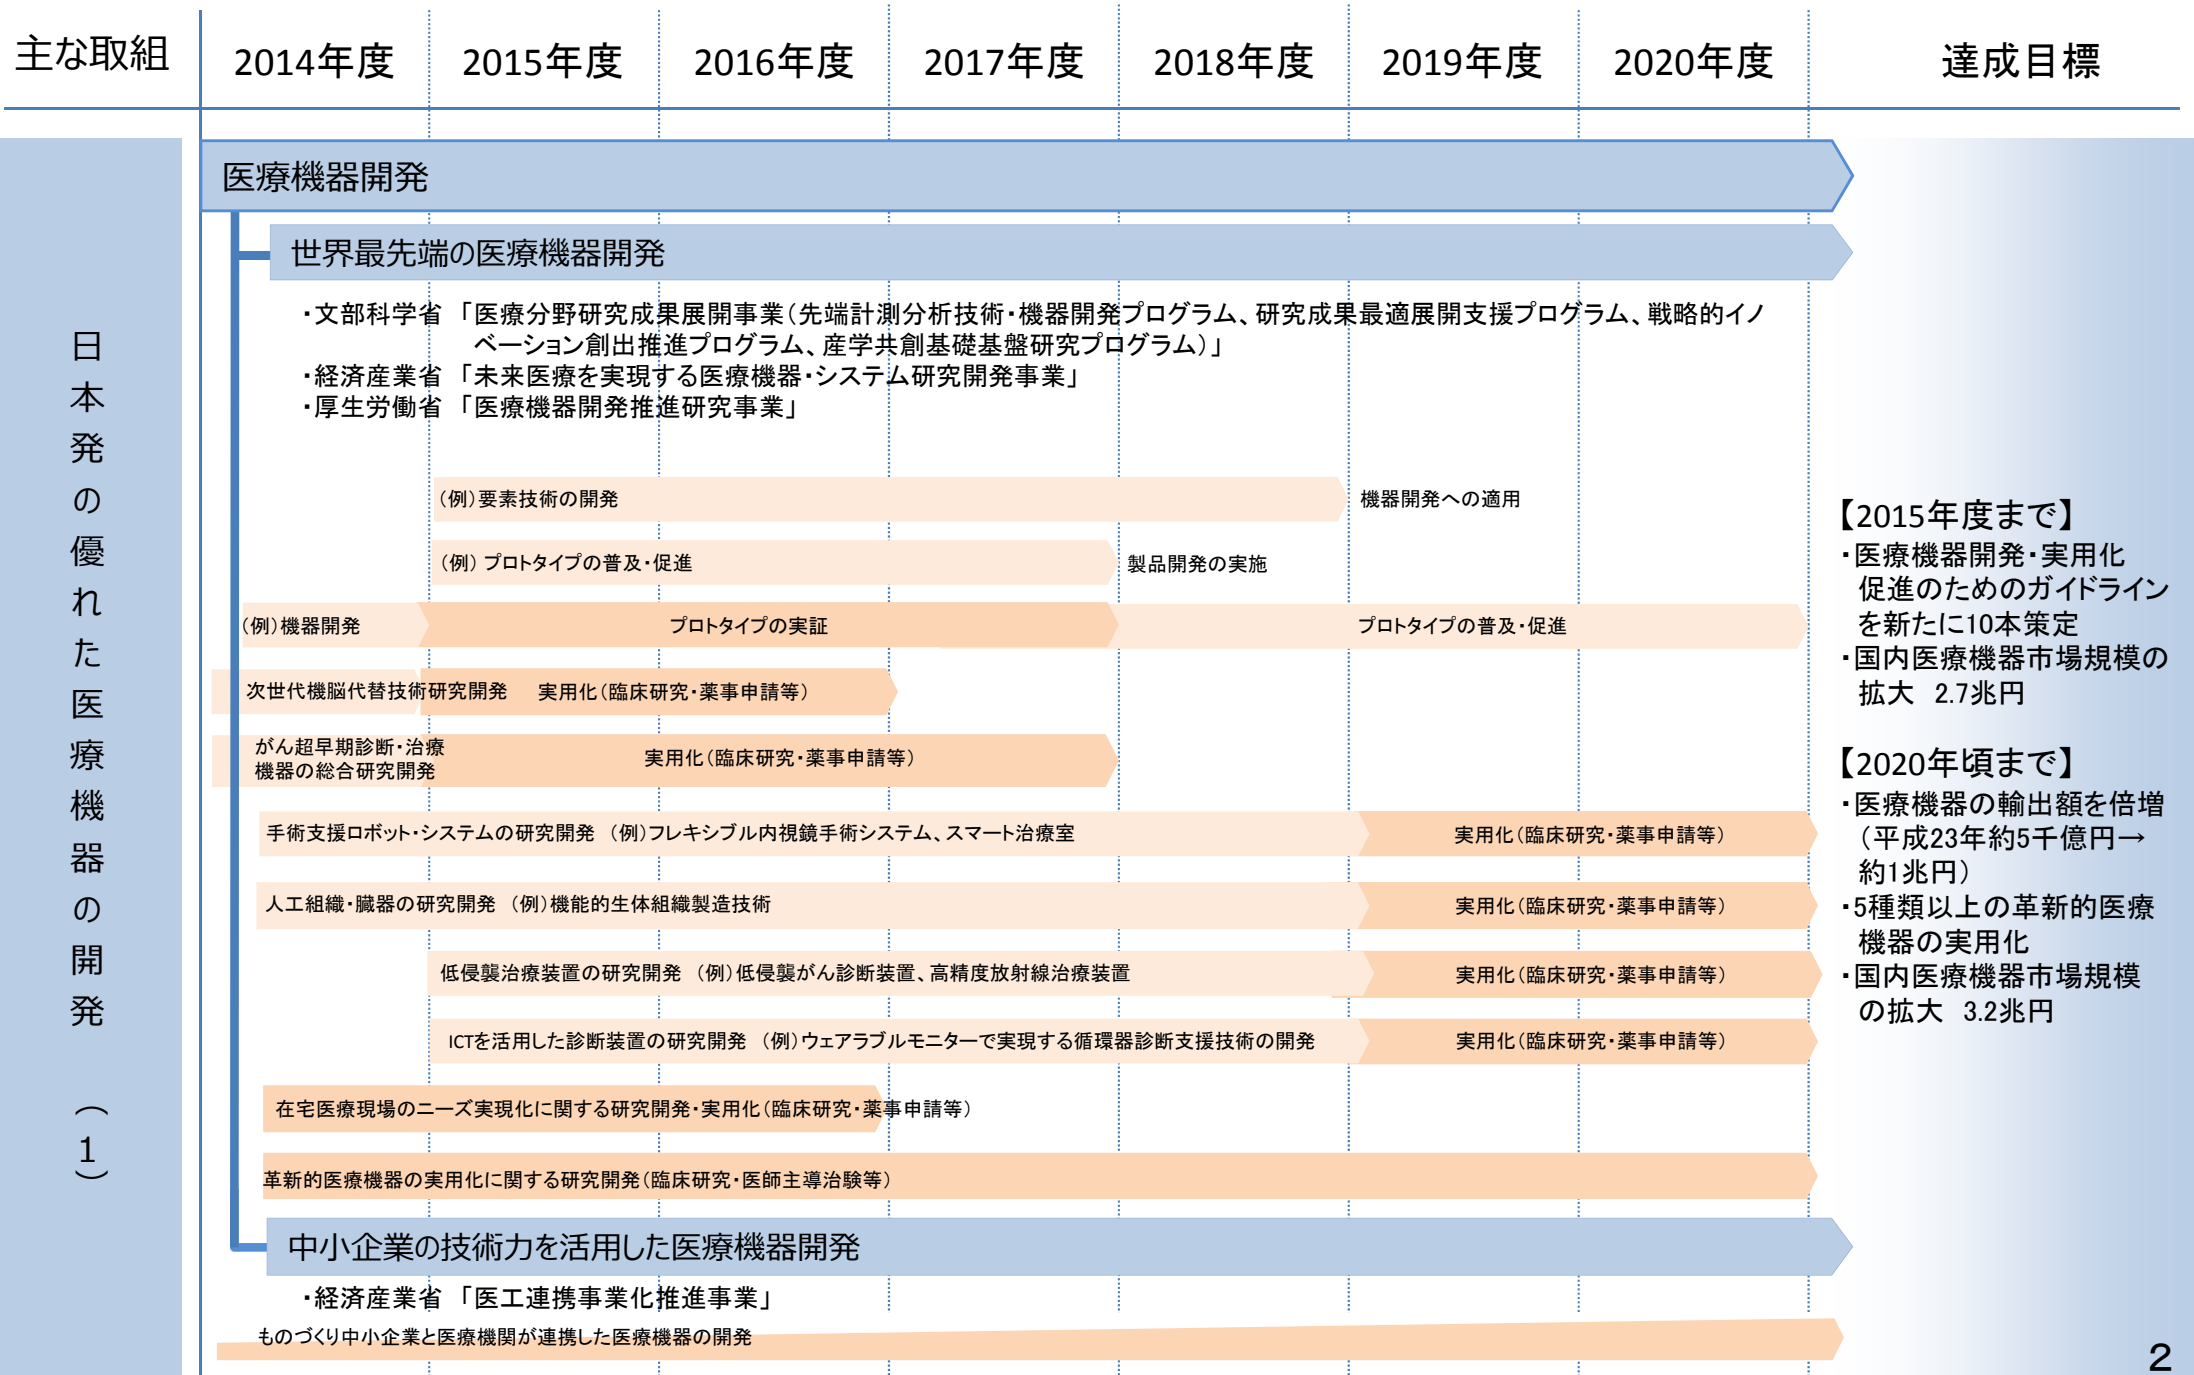 主な取組
2014年度
2015年度
2016年度
2017年度
2018年度
2019年度
2020年度
達成目標
日本発の優れた医療機器の開発（1）
医療機器開発
世界最先端の医療機器開発
・文部科学省 「医療分野研究成果展開事業（先端計測分析技術・機器開発プログラム、研究成果最適展開支援プログラム、戦略的イノ
ベーション創出推進プログラム、産学共創基礎基盤研究プログラム）」
・経済産業省 「未来医療を実現する医療機器・システム研究開発事業」
・厚生労働省 「医療機器開発推進研究事業」
（例）要素技術の開発
機器開発への適用
（例）プロトタイプの普及・促進
製品開発の実施
（例）機器開発
プロトタイプの実証
プロトタイプの普及・促進
次世代機脳代替技術研究開発
実用化（臨床研究・薬事申請等）
がん超早期診断・治療
機器の総合研究開発
実用化（臨床研究・薬事申請等）
手術支援ロボット・システムの研究開発 （例）フレキシブル内視鏡手術システム、スマート治療室
実用化（臨床研究・薬事申請等）
人工組織・臓器の研究開発 （例）機能的生体組織製造技術
実用化（臨床研究・薬事申請等）
低侵襲治療装置の研究開発 （例）低侵襲がん診断装置、高精度放射線治療装置
実用化（臨床研究・薬事申請等）
ICTを活用した診断装置の研究開発 （例）ウェアラブルモニターで実現する循環器診断支援技術の開発
実用化（臨床研究・薬事申請等）
在宅医療現場のニーズ実現化に関する研究開発・実用化（臨床研究・薬事申請等）
革新的医療機器の実用化に関する研究開発（臨床研究・医師主導治験等）
中小企業の技術力を活用した医療機器開発
・経済産業省 「医工連携事業化推進事業」
ものづくり中小企業と医療機関が連携した医療機器の開発
【2015年度まで】
・医療機器開発・実用化
促進のためのガイドライン
を新たに10本策定
・国内医療機器市場規模の
拡大 2.7兆円
【2020年頃まで】
・医療機器の輸出額を倍増
（平成23年約5千億円→
約1兆円）
・5種類以上の革新的医療
機器の実用化
・国内医療機器市場規模
の拡大 3.2兆円
2